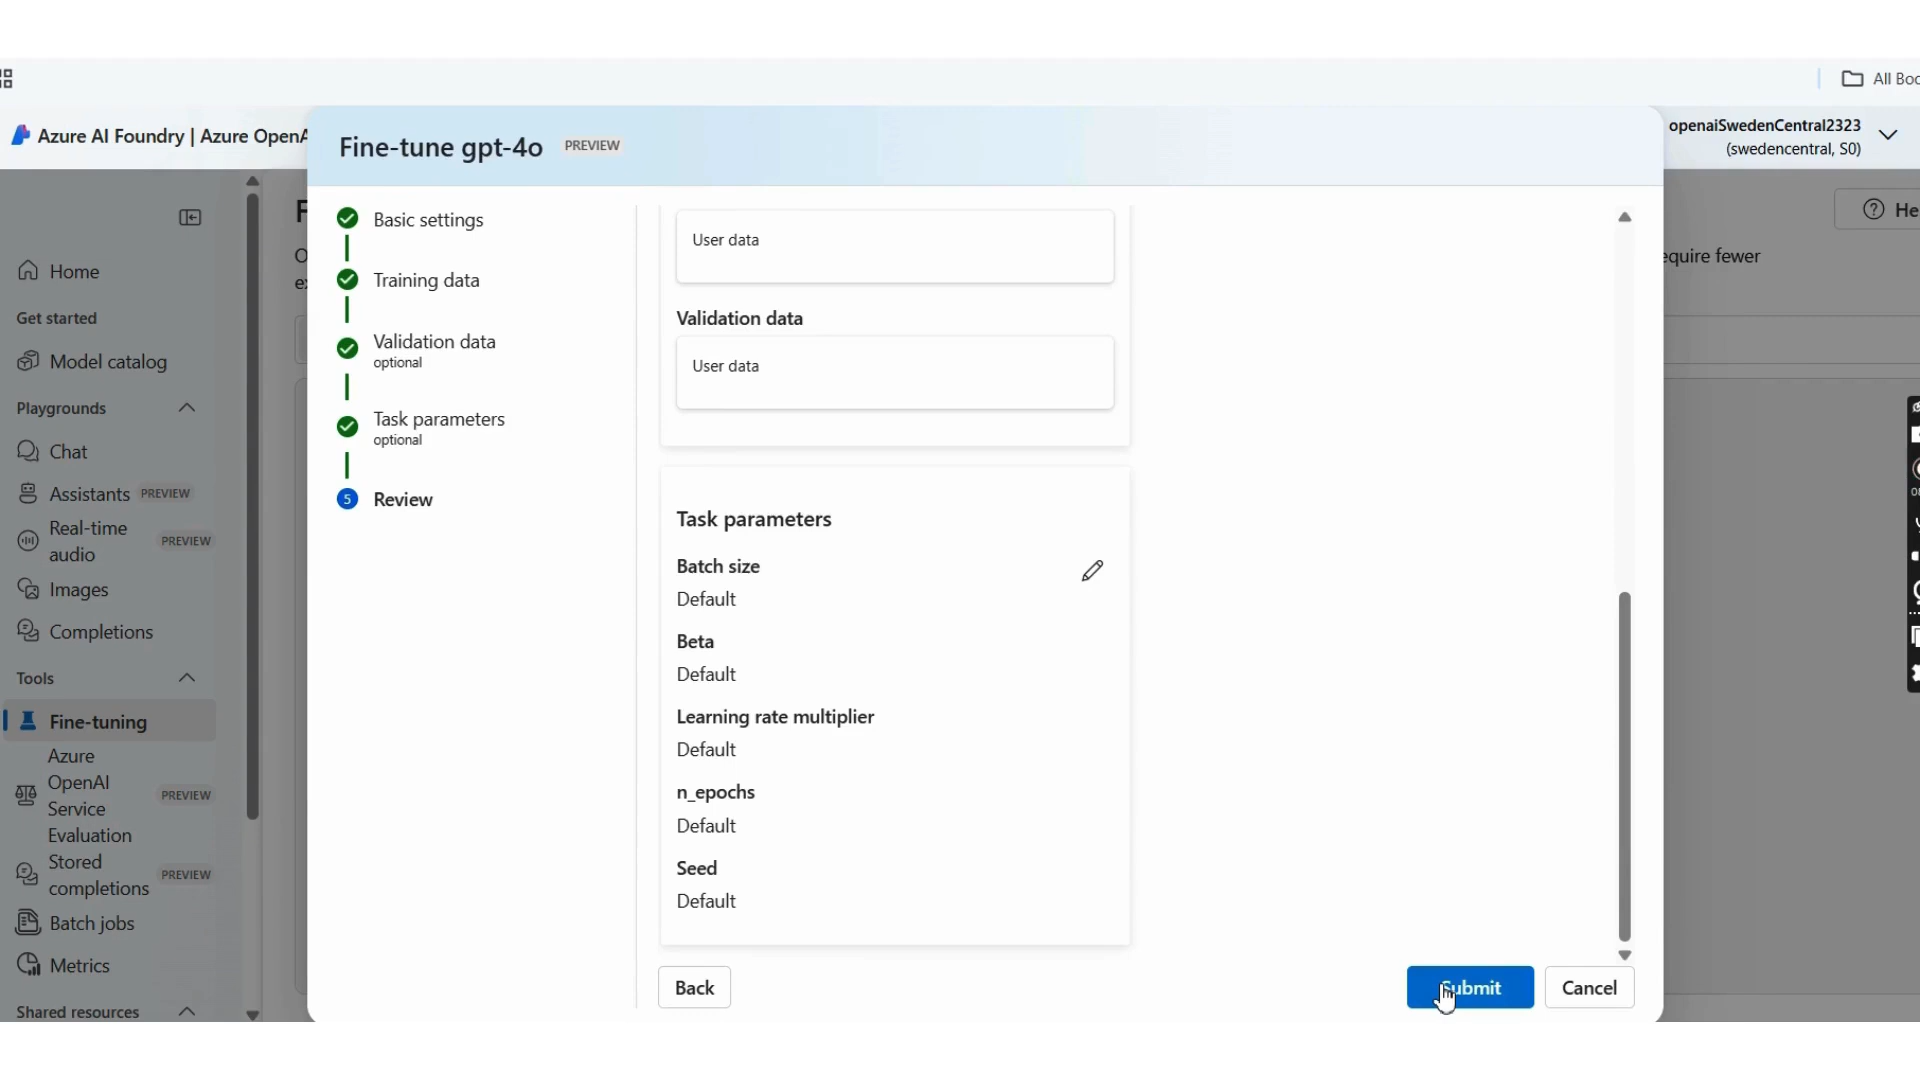 All Boo
Azure AI Foundry | Azure OpenA
Fine-tune gpt-4o PREVIEW
openaiSwedenCentral2323
(swedencentral, S0)
He
equire fewer
Home
Get started
Model catalog
Playgrounds
Chat
Assistants PREVIEW
Real-time
audio
PREVIEW
Images
Completions
Tools
Fine-tuning
Azure
OpenAI
Service
Evaluation
PREVIEW
Stored
completions
PREVIEW
Batch jobs
Metrics
Shared resources
Basic settings
Training data
Validation data
optional
Task parameters
optional
5 Review
User data
Validation data
User data
Task parameters
Batch size
Default
Beta
Default
Learning rate multiplier
Default
n_epochs
Default
Seed
Default
Back
Submit
Cancel